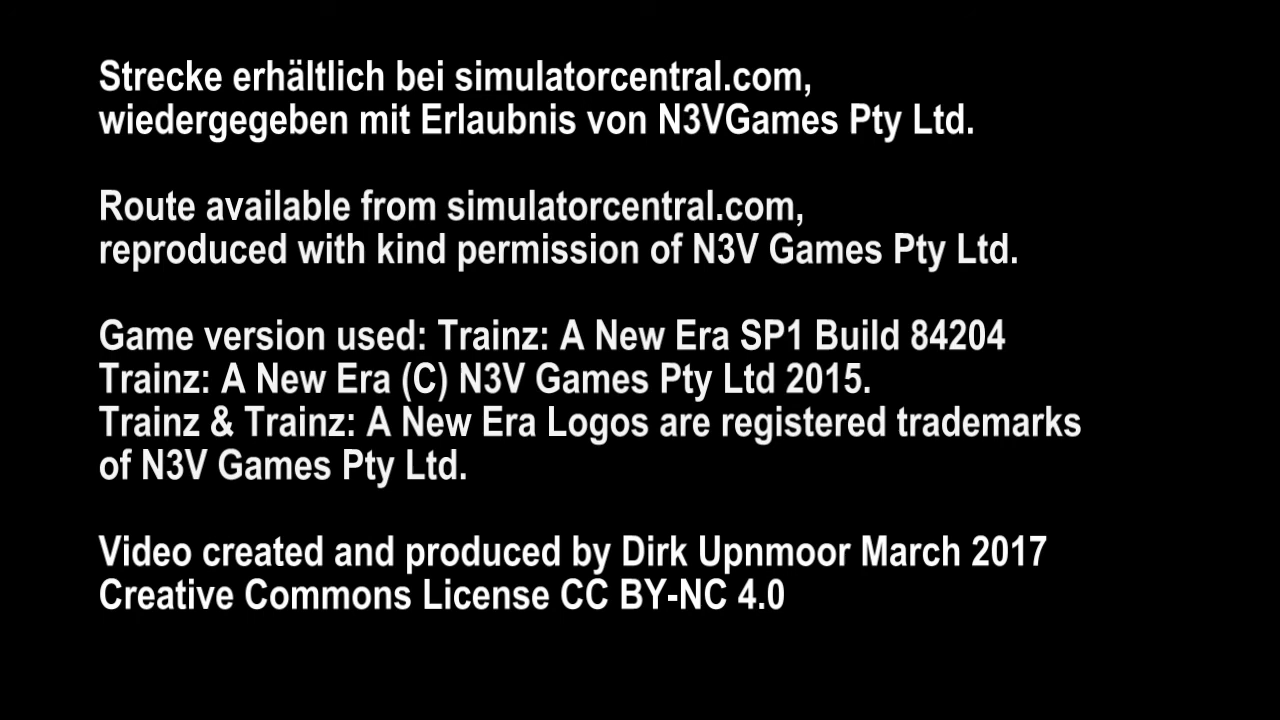 Strecke erhältlich bei simulatorcentral.com,
wiedergegeben mit Erlaubnis von N3VGames Pty Ltd.
Route available from simulatorcentral.com,
reproduced with kind permission of N3V Games Pty Ltd.
Game version used: Trainz: A New Era SP1 Build 84204
Trainz: A New Era (C) N3V Games Pty Ltd 2015.
Trainz & Trainz: A New Era Logos are registered trademarks
of N3V Games Pty Ltd.
Video created and produced by Dirk Upnmoor March 2017
Creative Commons License CC BY-NC 4.0